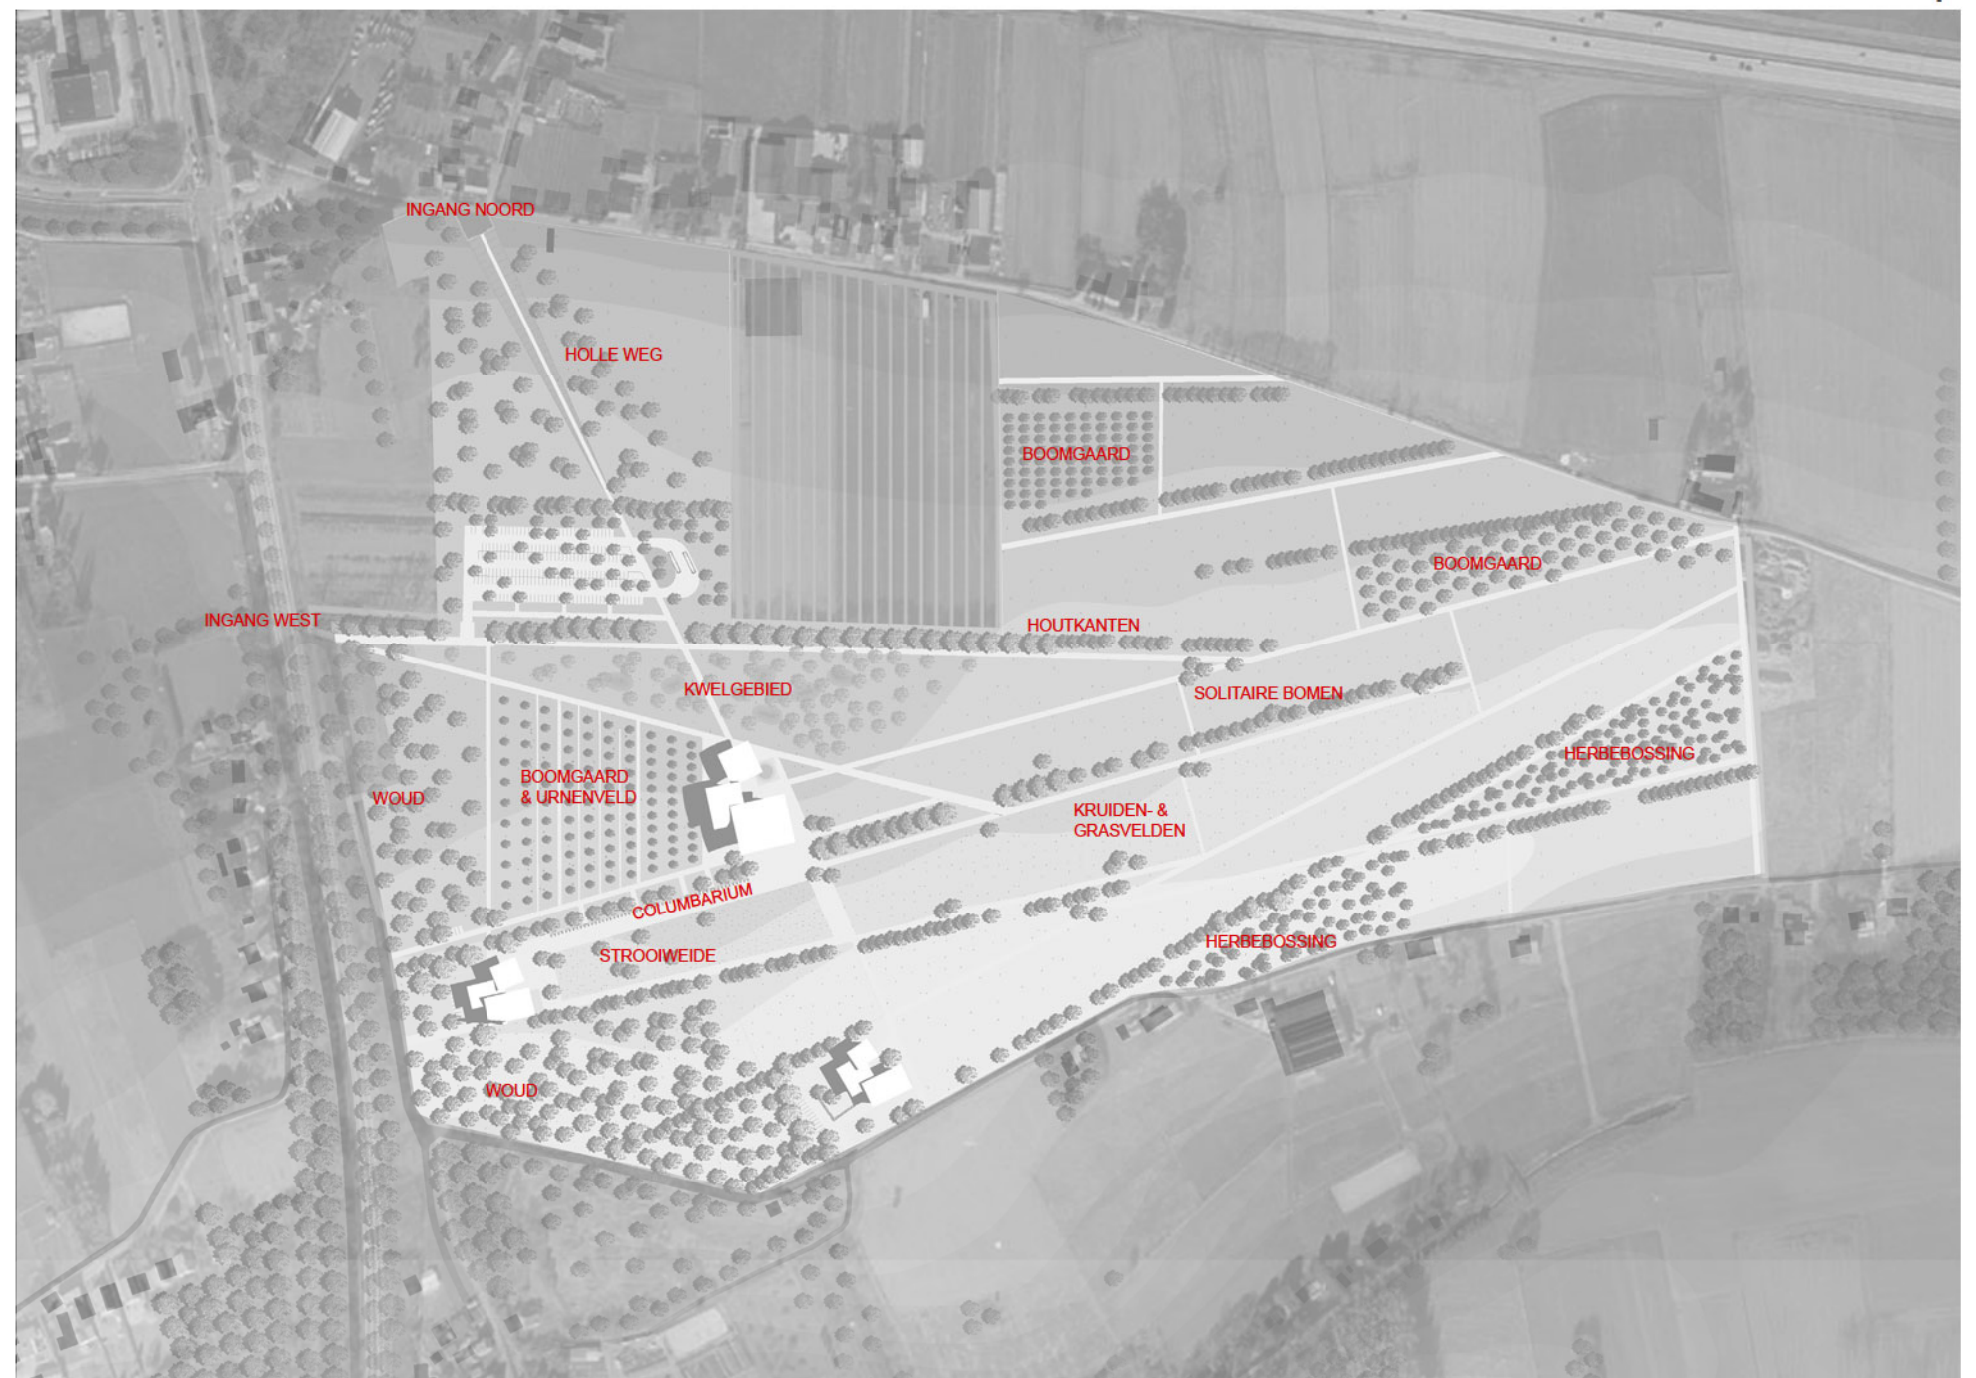 INGANG NOORD
HOLLE WEG
BOOMGAARD
BOOMGAARD
INGANG WEST
HOUTKANTEN
KWELGEBIED
SOLITAIRE BOMEN
HERBEBOSSING
BOOMGAARD
& URNENVELD
WOUD
KRUIDEN- &
GRASVELDEN
COLUMBARIUM
HERBEBOSSING
STROOIWEIDE
WOUD